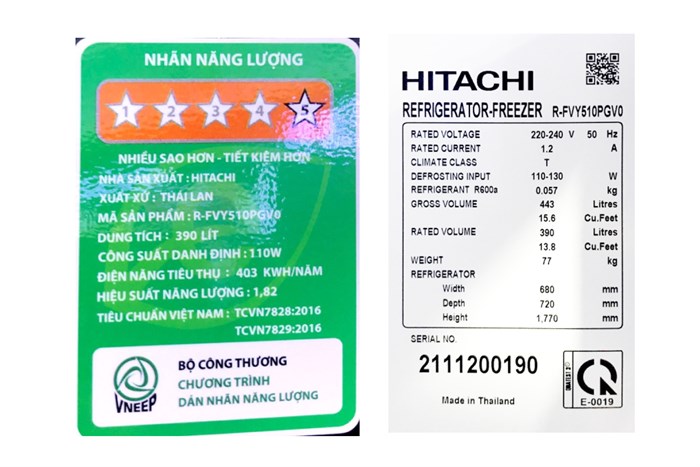 NHÃN NĂNG LƯỢNG
1 2 3 4 5
NHIỀU SAO HƠN - TIẾT KIỆM HƠN
NHÀ SẢN XUẤT : HITACHI
XUẤT XỨ : THÁI LAN
MÃ SẢN PHẨM : R-FVY510PGV0
DUNG TÍCH : 390 LÍT
CÔNG SUẤT DANH ĐỊNH : 110W
ĐIỆN NĂNG TIÊU THỤ : 403 KWH/NĂM
HIỆU SUẤT NĂNG LƯỢNG : 1,82
TIÊU CHUẨN VIỆT NAM : TCVN7828:2016
TCVN7829:2016
VNEEP
BỘ CÔNG THƯƠNG
CHƯƠNG TRÌNH
DÁN NHÃN NĂNG LƯỢNG
HITACHI
REFRIGERATOR-FREEZER R-FVY510PGV0
RATED VOLTAGE 220-240 V 50 Hz
RATED CURRENT 1.2 A
CLIMATE CLASS T
DEFROSTING INPUT 110-130 W
REFRIGERANT R600a 0.057 kg
GROSS VOLUME 443 Litres
15.6 Cu.Feet
RATED VOLUME 390 Litres
13.8 Cu.Feet
WEIGHT 77 kg
REFRIGERATOR
Width 680 mm
Depth 720 mm
Height 1,770 mm
SERIAL NO.
2111200190
Made in Thailand
E-0019